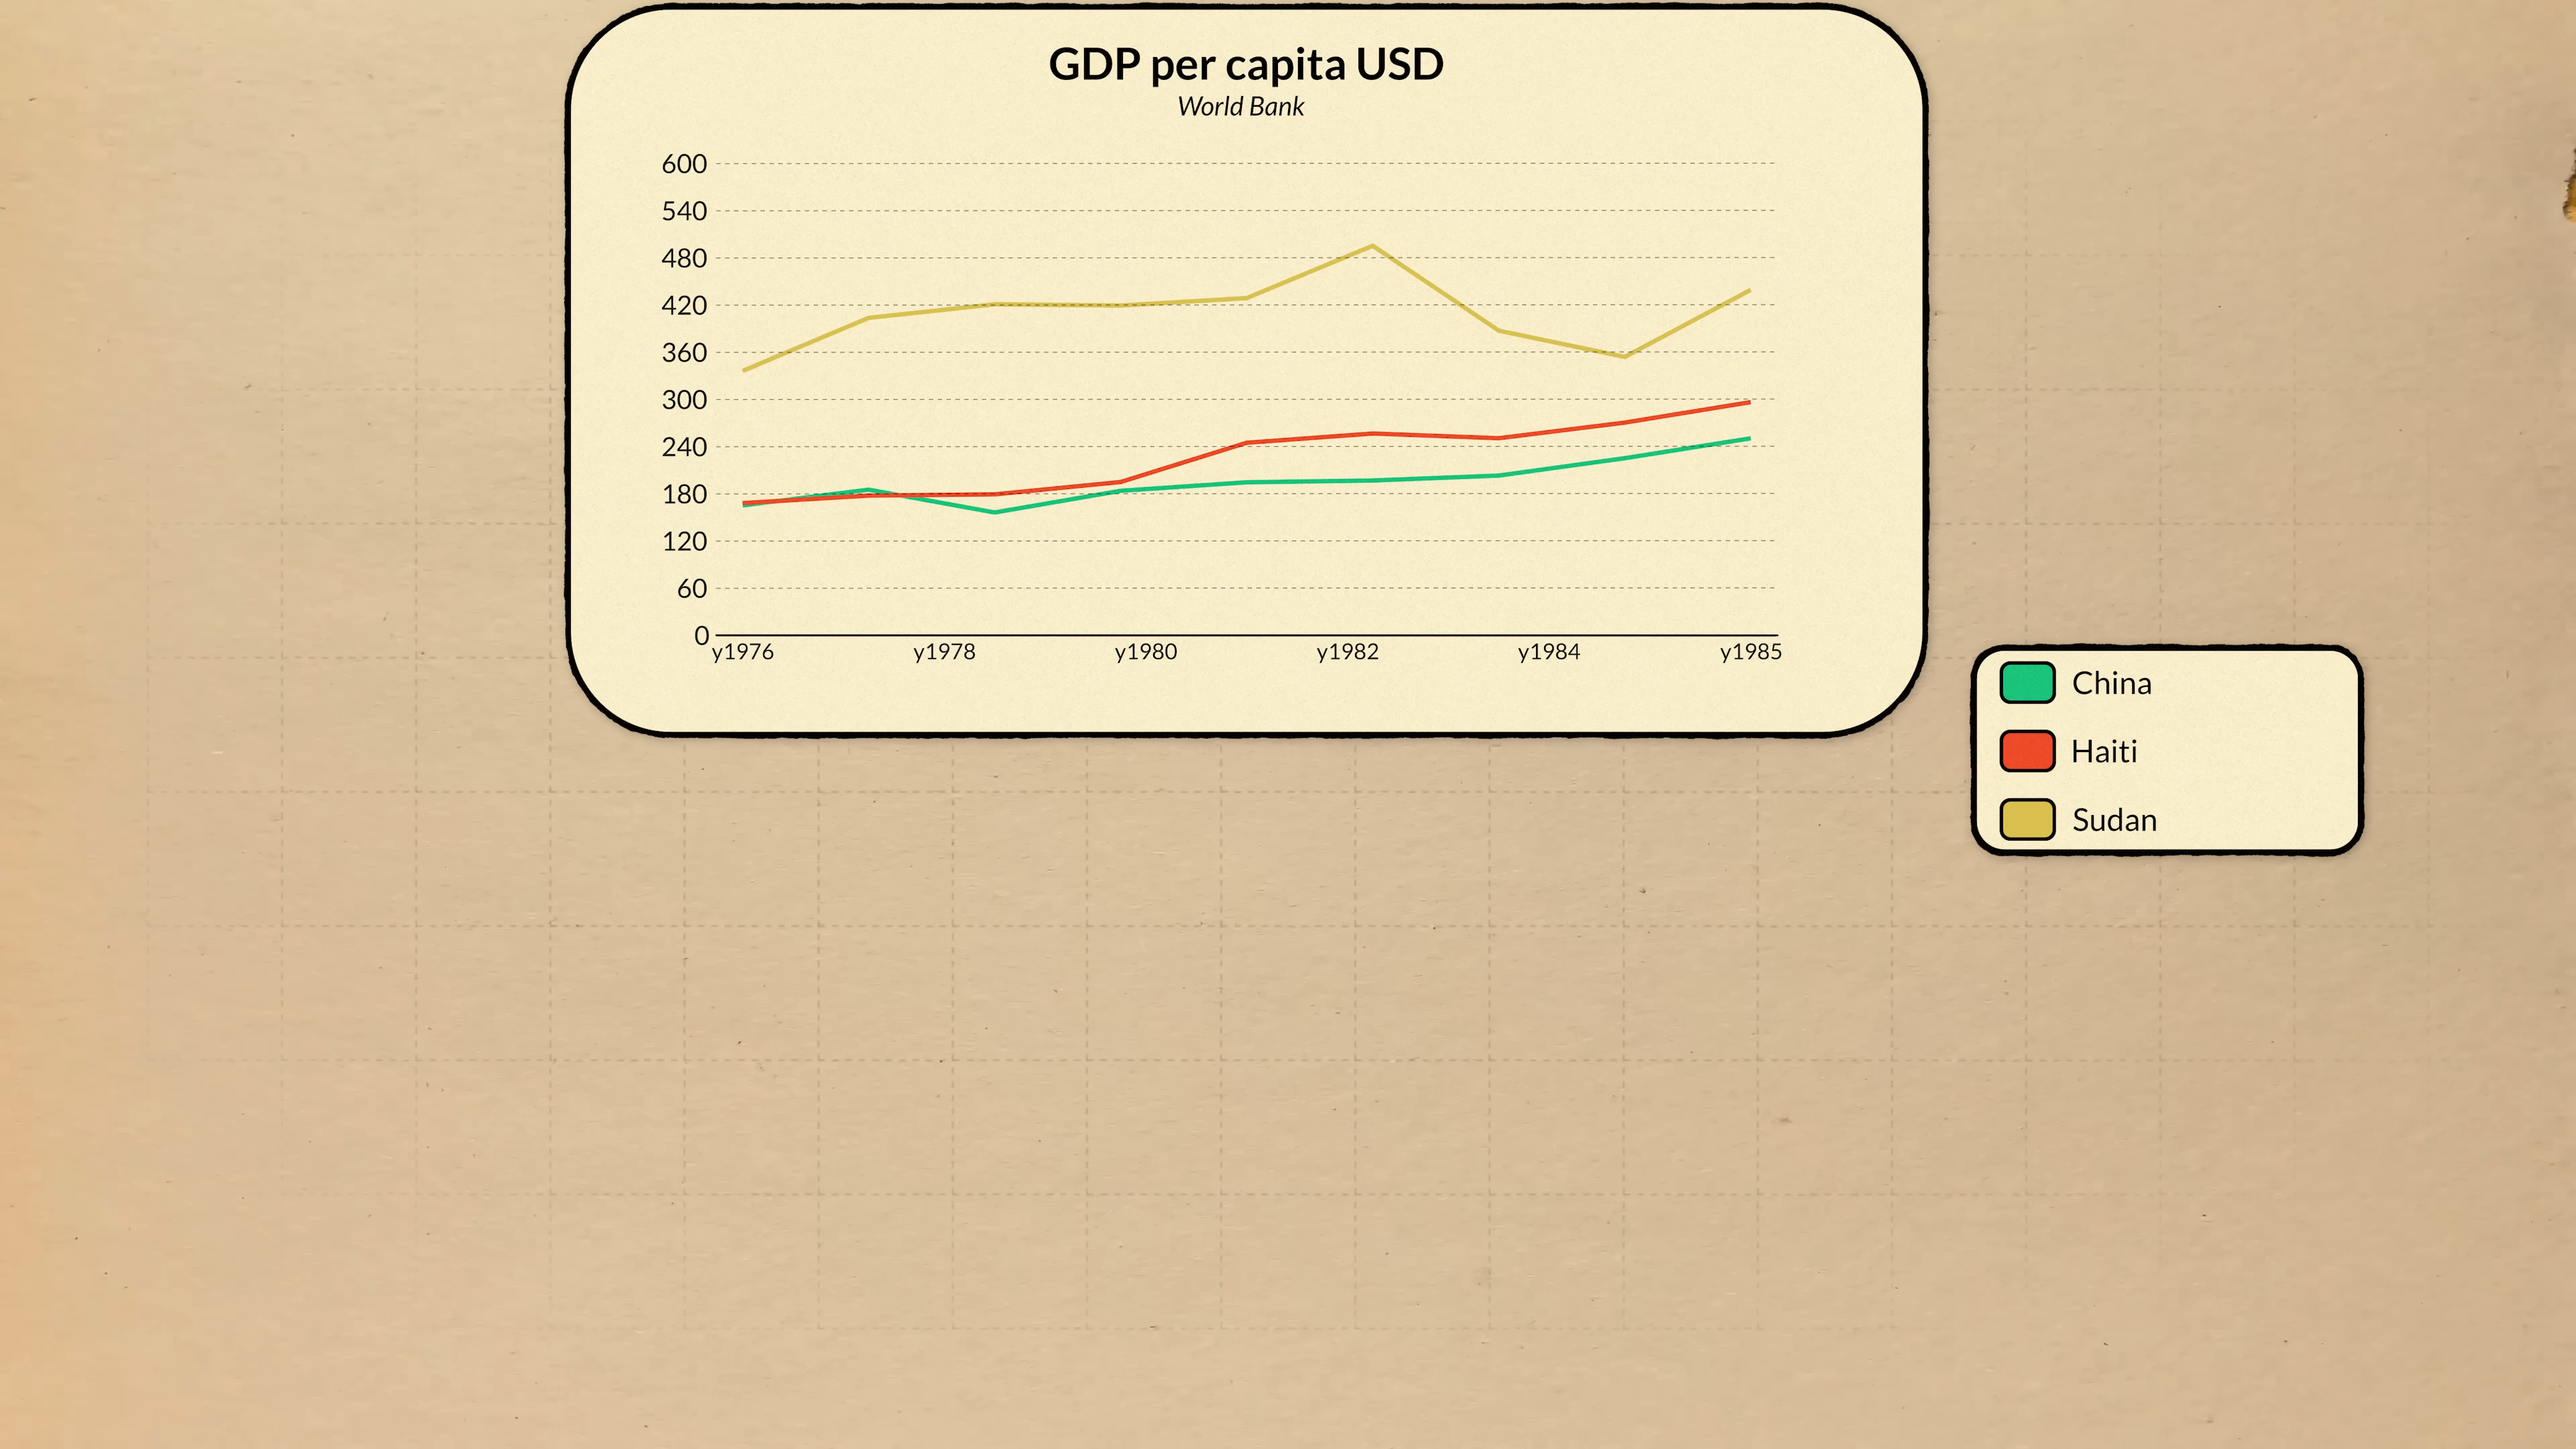 GDP per capita USD
World Bank
600
540
480
420
360
300
240
180
120
60
0
y1976 y1978 y1980 y1982 y1984 y1985
China
Haiti
Sudan